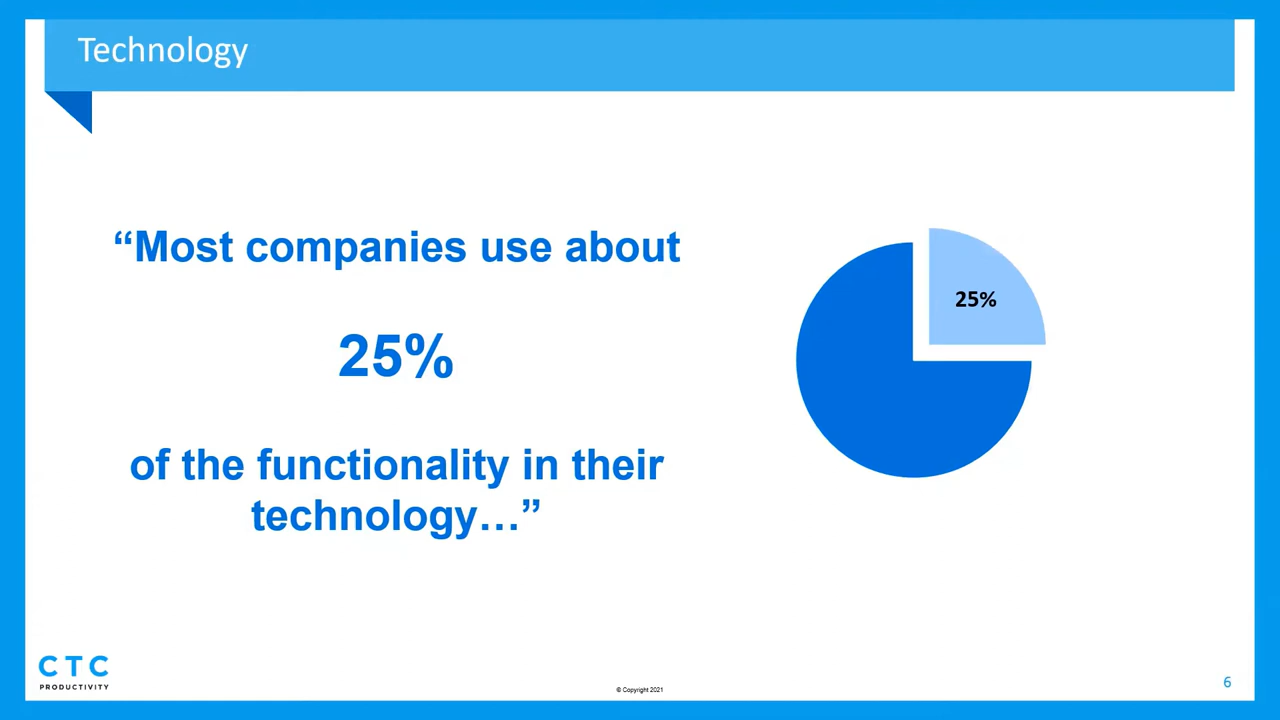 Technology
“Most companies use about
25%
of the functionality in their
technology…”
25%
CTC
PRODUCTIVITY
© Copyright 2021
6